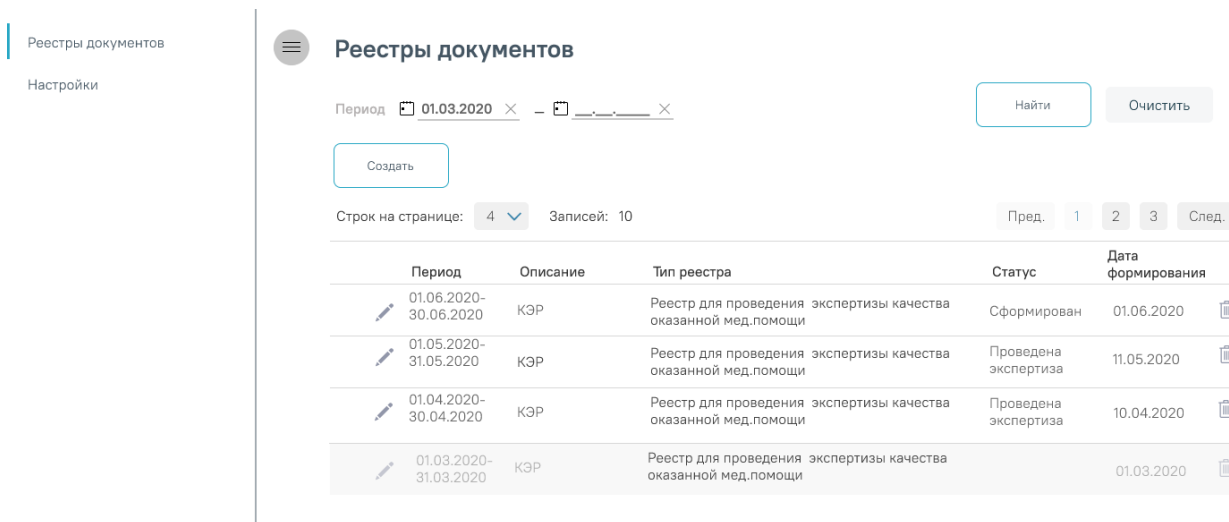 Реестры документов
Настройки
Реестры документов
Период 01.03.2020 – __.__.____
Найти
Очистить
Создать
Строк на странице: 4 Записей: 10 Пред. 1 2 3 След.
Период Описание Тип реестра Статус Дата формирования
01.06.2020-
30.06.2020
КЭР
Реестр для проведения экспертизы качества
оказанной мед.помощи
Сформирован
01.06.2020
01.05.2020-
31.05.2020
КЭР
Реестр для проведения экспертизы качества
оказанной мед.помощи
Проведена
экспертиза
11.05.2020
01.04.2020-
30.04.2020
КЭР
Реестр для проведения экспертизы качества
оказанной мед.помощи
Проведена
экспертиза
10.04.2020
01.03.2020-
31.03.2020
КЭР
Реестр для проведения экспертизы качества
оказанной мед.помощи
01.03.2020